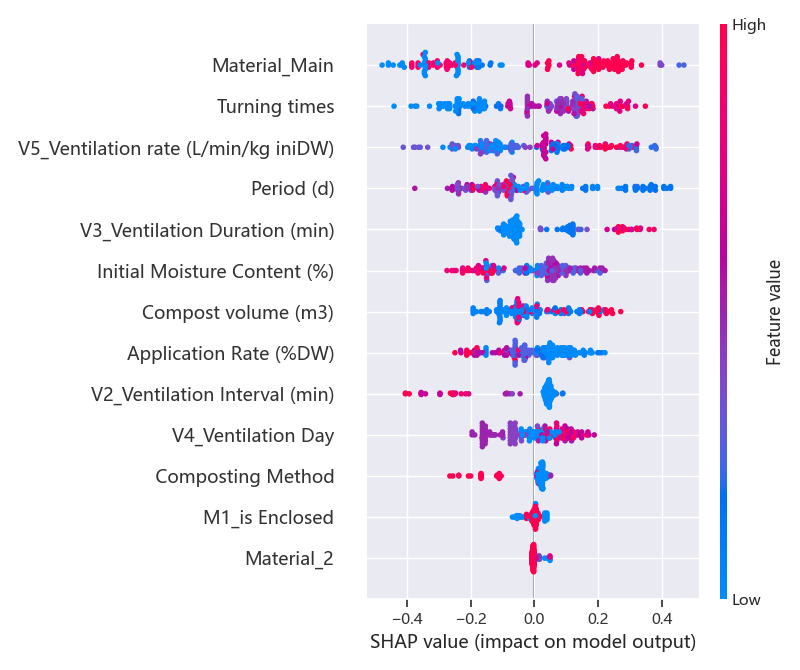 High
Material_Main
Turning times
V5_Ventilation rate (L/min/kg iniDW)
Period (d)
V3_Ventilation Duration (min)
Initial Moisture Content (%)
Compost volume (m3)
Application Rate (%DW)
V2_Ventilation Interval (min)
V4_Ventilation Day
Composting Method
M1_is Enclosed
Material_2
Feature value
Low
−0.4 −0.2 0.0 0.2 0.4
SHAP value (impact on model output)